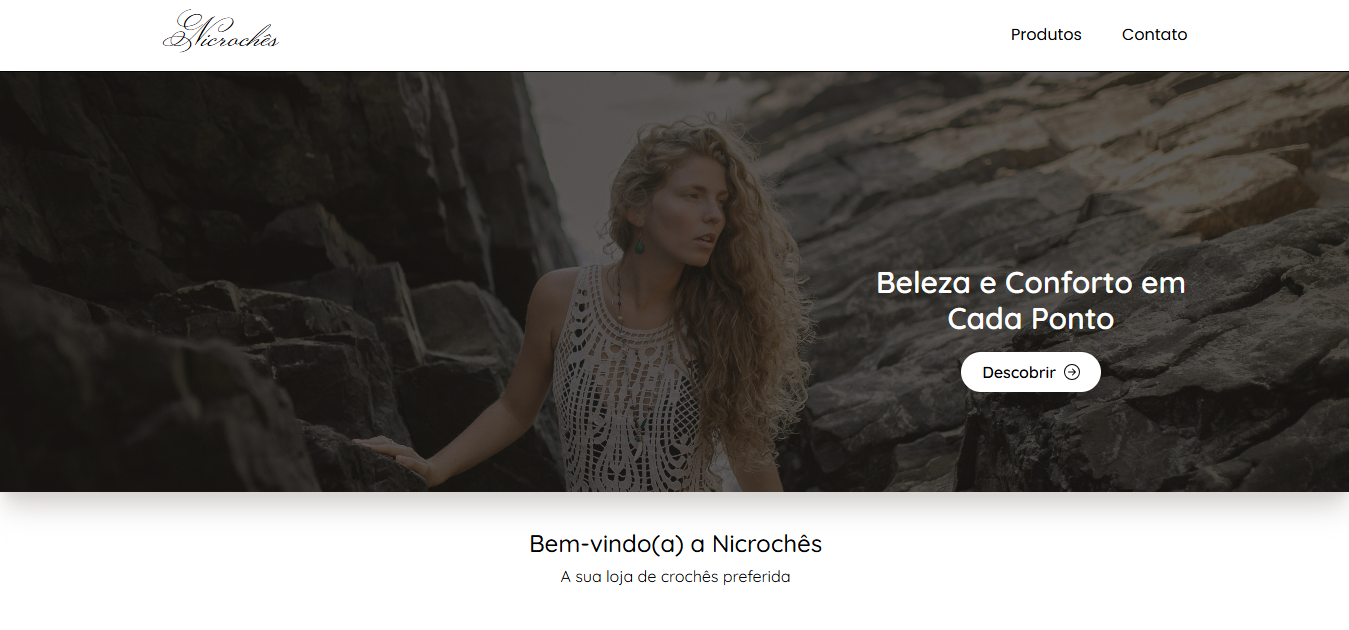 Nicrochês
Produtos
Contato
Beleza e Conforto em
Cada Ponto
Descobrir
Bem-vindo(a) a Nicrochês
A sua loja de crochês preferida